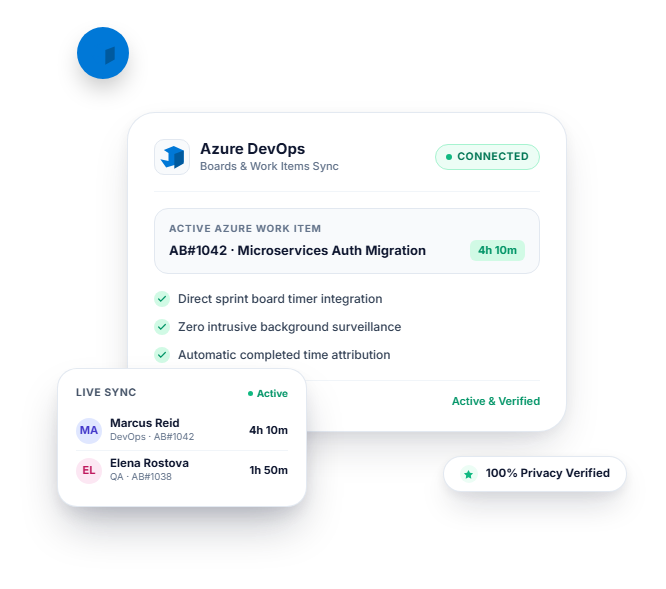 Azure DevOps
Boards & Work Items Sync
CONNECTED
ACTIVE AZURE WORK ITEM
AB#1042 · Microservices Auth Migration
4h 10m
Direct sprint board timer integration
Zero intrusive background surveillance
Automatic completed time attribution
Active & Verified
LIVE SYNC
Active
MA
Marcus Reid
DevOps · AB#1042
4h 10m
EL
Elena Rostova
QA · AB#1038
1h 50m
100% Privacy Verified